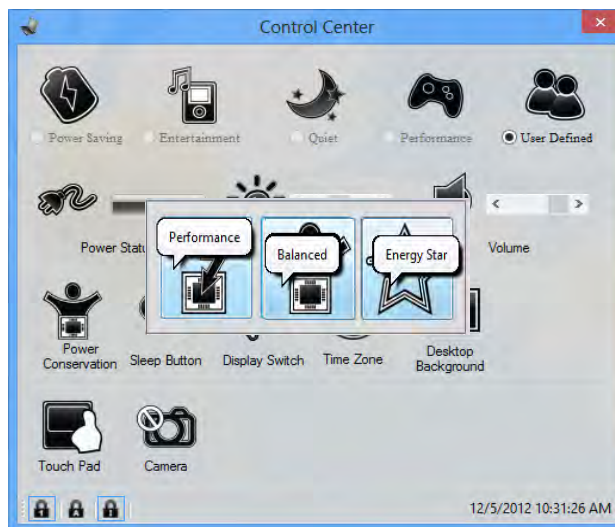 Control Center
Power Saving
Entertainment
Quiet
Performance
User Defined
Performance
Balanced
Energy Star
Power Statu
Volume
Power
Conservation
Sleep Button
Display Switch
Time Zone
Desktop
Background
Touch Pad
Camera
1
A
12/5/2012 10:31:26 AM